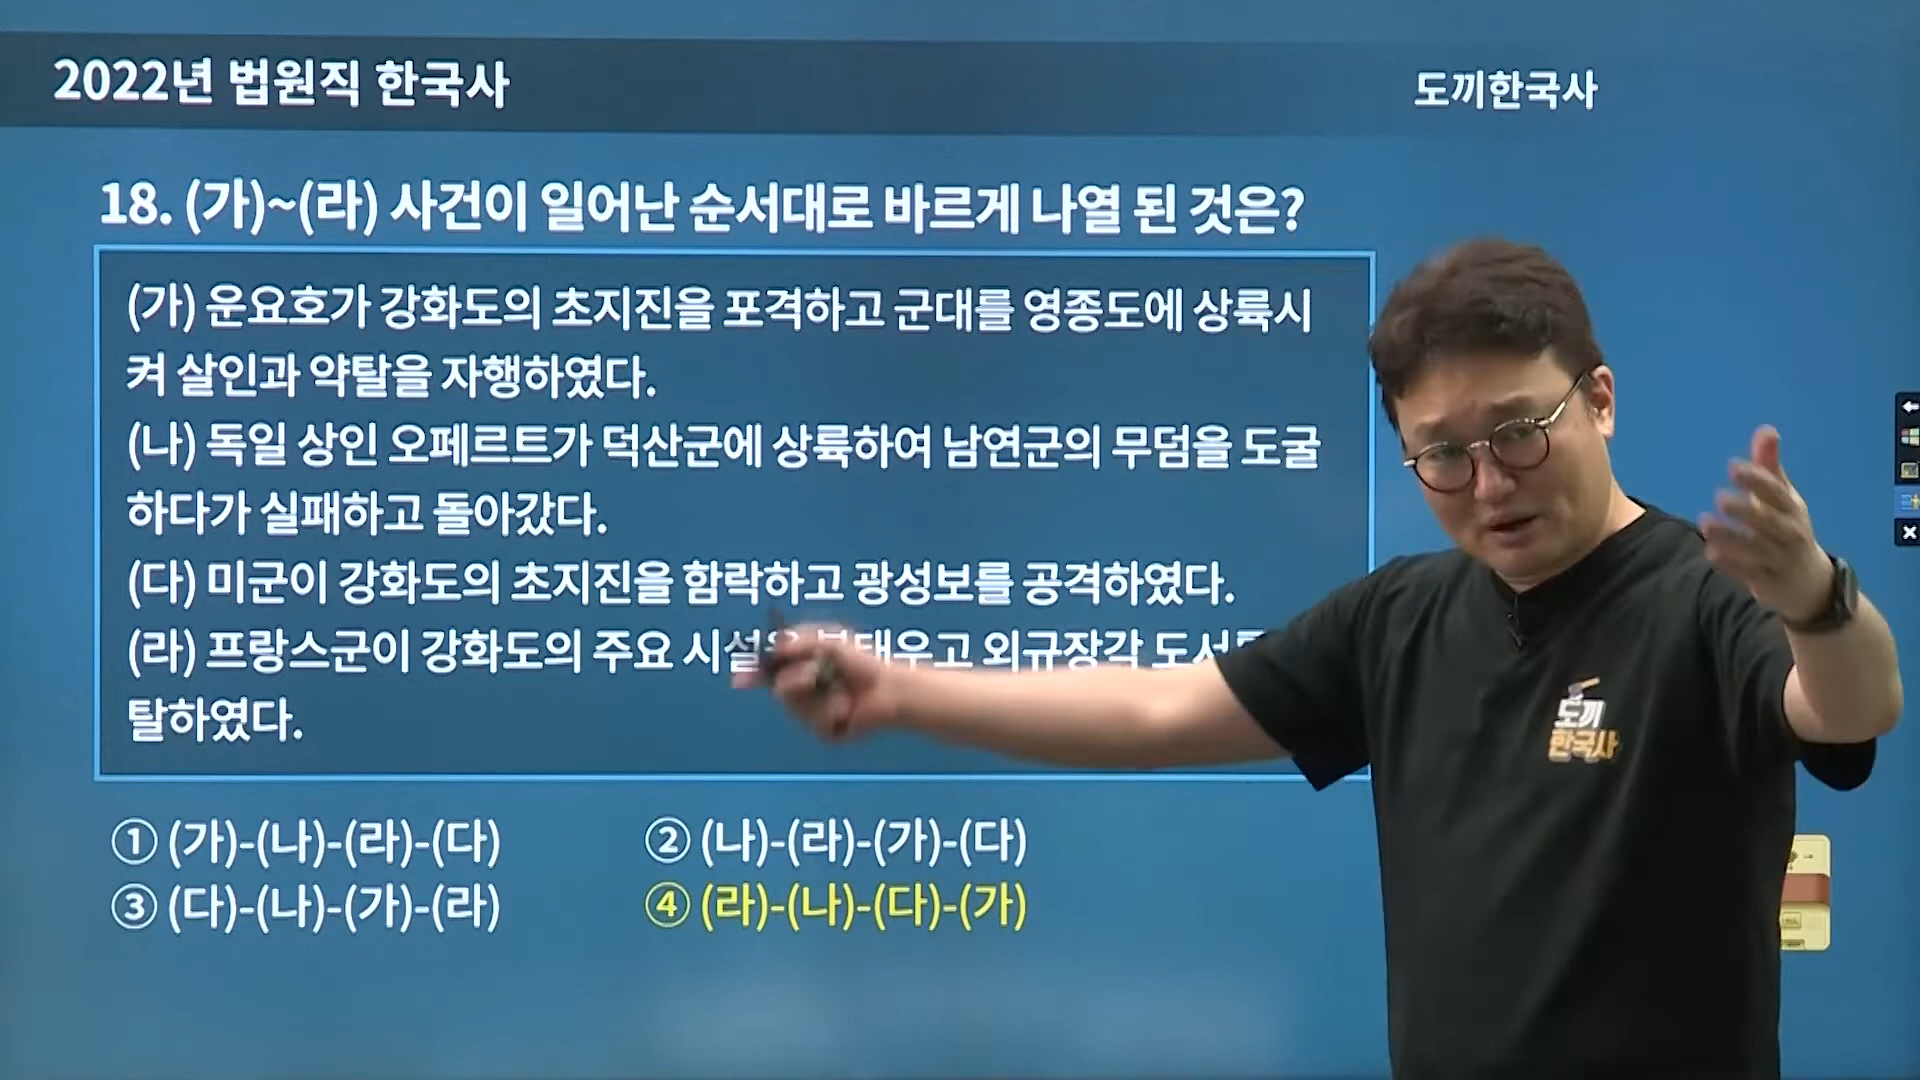 2022년 법원직 한국사
도끼한국사
18. (가)~(라) 사건이 일어난 순서대로 바르게 나열 된 것은?
(가) 운요호가 강화도의 초지진을 포격하고 군대를 영종도에 상륙시
켜 살인과 약탈을 자행하였다.
(나) 독일 상인 오페르트가 덕산군에 상륙하여 남연군의 무덤을 도굴
하다가 실패하고 돌아갔다.
(다) 미군이 강화도의 초지진을 함락하고 광성보를 공격하였다.
(라) 프랑스군이 강화도의 주요 외규장각
탈하였다.
① (가)-(나)-(라)-(다)
② (나)-(라)-(가)-(다)
③ (다)-(나)-(가)-(라)
④ (라)-(나)-(다)-(가)
도끼
한국사